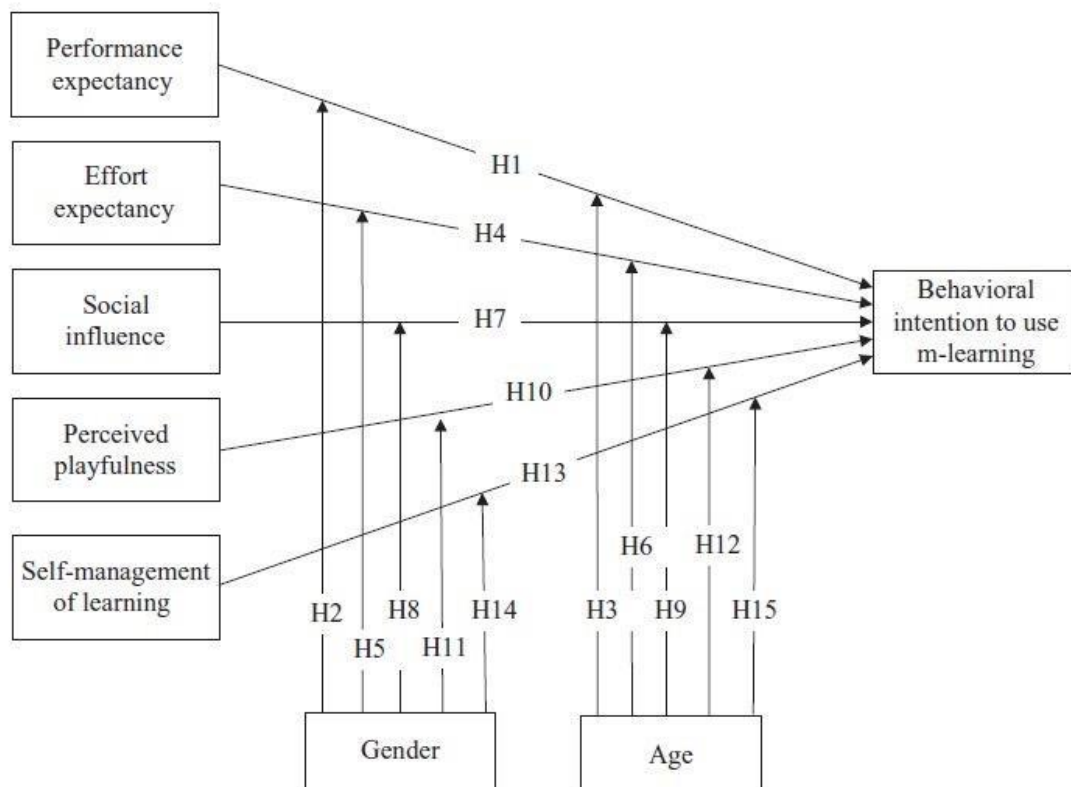 Performance
expectancy
H1
Effort
expectancy
H4
Social
influence
H7
Behavioral
intention to use
m-learning
H10
Perceived
playfulness
H13
Self-management
of learning
H6
H12
H2
H8
H14
H3
H9
H15
H5
H11
Gender
Age